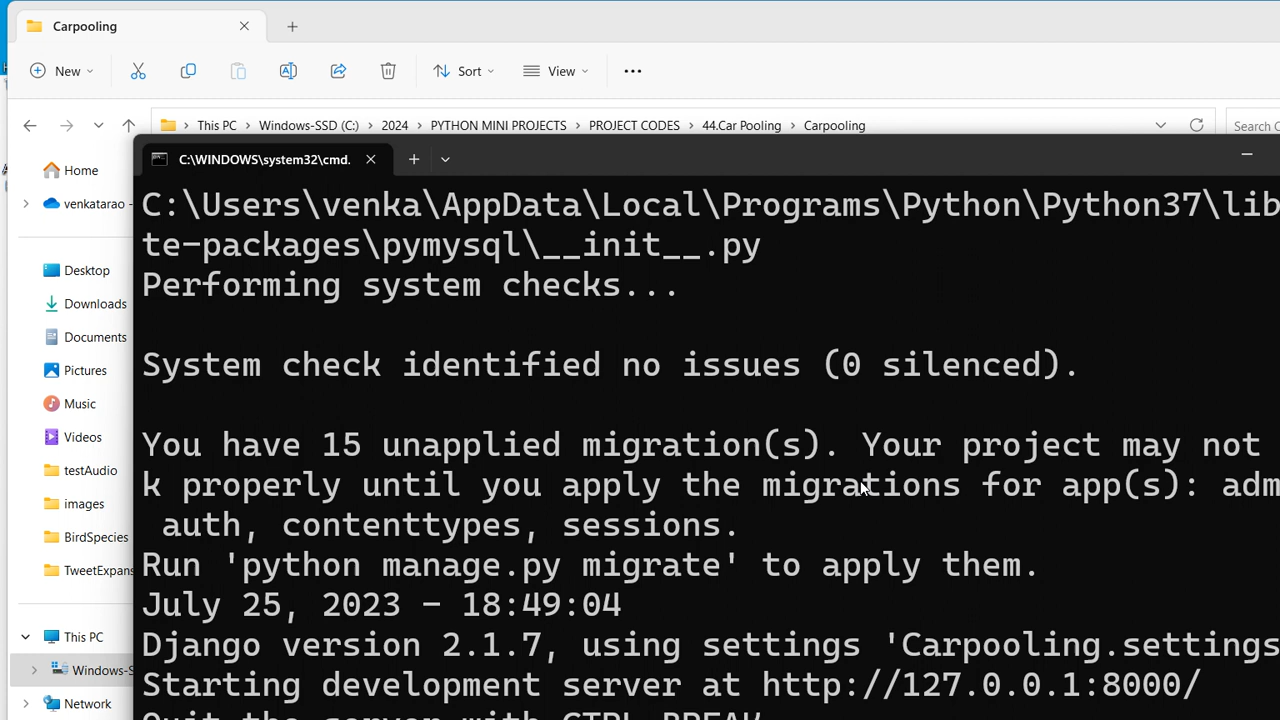 Carpooling
New
Sort
View
This PC > Windows-SSD (C:) > 2024 > PYTHON MINI PROJECTS > PROJECT CODES > 44.Car Pooling > Carpooling
Search
C:\WINDOWS\system32\cmd.
Home
venkatarao -
Desktop
Downloads
Documents
Pictures
Music
Videos
testAudio
images
BirdSpecies
TweetExpans
This PC
Windows-S
Network
C:\Users\venka\AppData\Local\Programs\Python\Python37\lib
te-packages\pymysql\__init__.py
Performing system checks...
System check identified no issues (0 silenced).
You have 15 unapplied migration(s). Your project may not
k properly until you apply the migrations for app(s): adm
auth, contenttypes, sessions.
Run 'python manage.py migrate' to apply them.
July 25, 2023 - 18:49:04
Django version 2.1.7, using settings 'Carpooling.settings
Starting development server at http://127.0.0.1:8000/
Quit the server with CTRL-BREAK